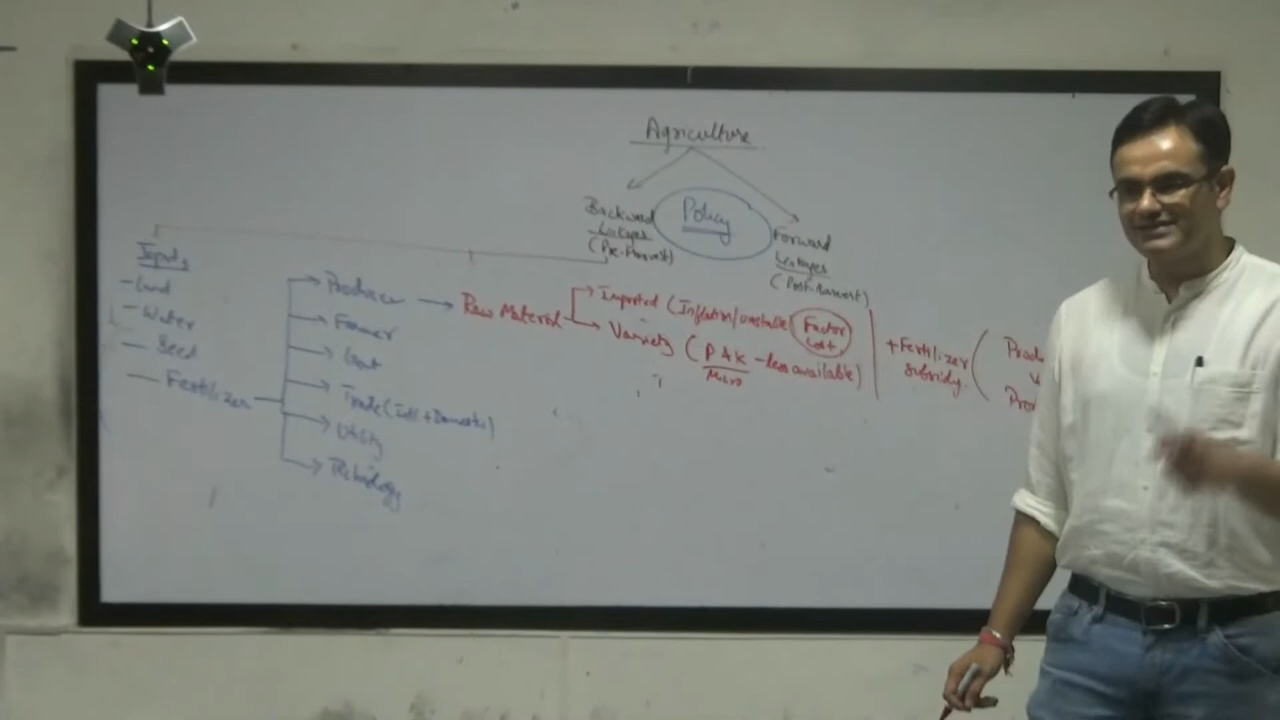 Agriculture
Policy
Backward
Linkages
(Pre-Harvest)
Forward
Linkages
(Post-Harvest)
Inputs
- Land
- Water
- Seed
- Fertilizer
Producer
Farmer
Govt
Trade (Intl + Domestic)
Utility
Technology
Raw Material
Imported (Inflation/unstable
Factor
Cost
Variety (P & K - less available)
Micro
+ Fertilizer
subsidy (